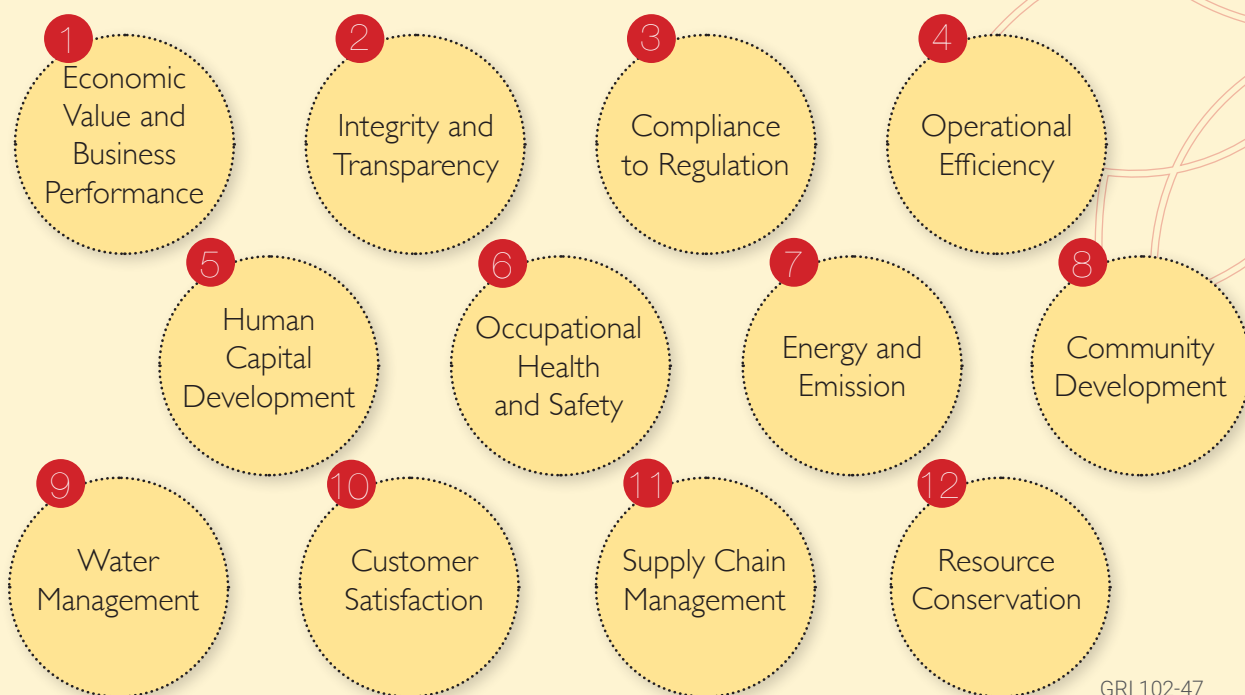 1
Economic
Value and
Business
Performance
2
Integrity and
Transparency
3
Compliance
to Regulation
4
Operational
Efficiency
5
Human
Capital
Development
6
Occupational
Health
and Safety
7
Energy and
Emission
8
Community
Development
9
Water
Management
10
Customer
Satisfaction
11
Supply Chain
Management
12
Resource
Conservation
GRI 102-47